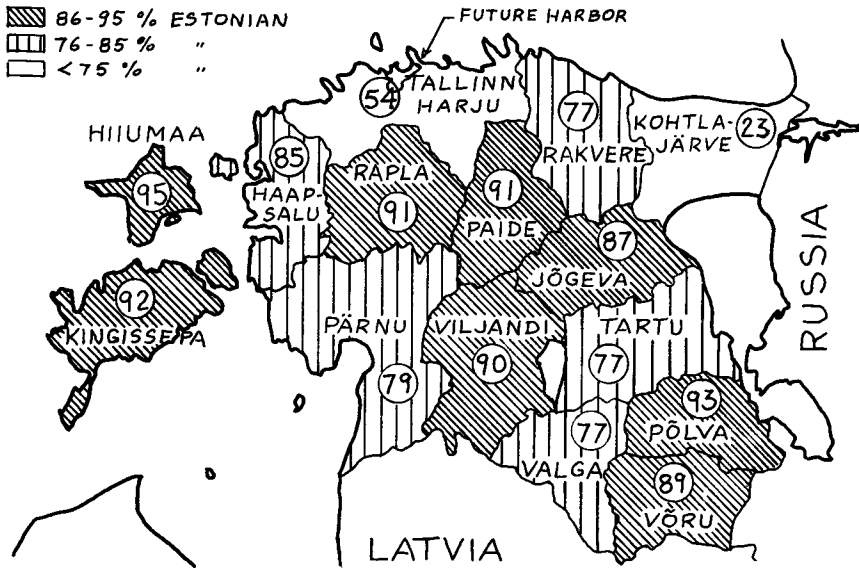 86-95 % ESTONIAN
76-85 % "
<75 % "
FUTURE HARBOR
TALLINN
HARJU
54
77
RAKVERE
KOHTLA-
JÄRVE
23
HIIUMAA
95
85
HAAP-
SALU
RAPLA
91
91
PAIDE
87
JÕGEVA
RUSSIA
92
KINGISSEPA
PÄRNU
79
VILJANDI
90
TARTU
77
93
PÕLVA
77
VALGA
89
VÕRU
LATVIA